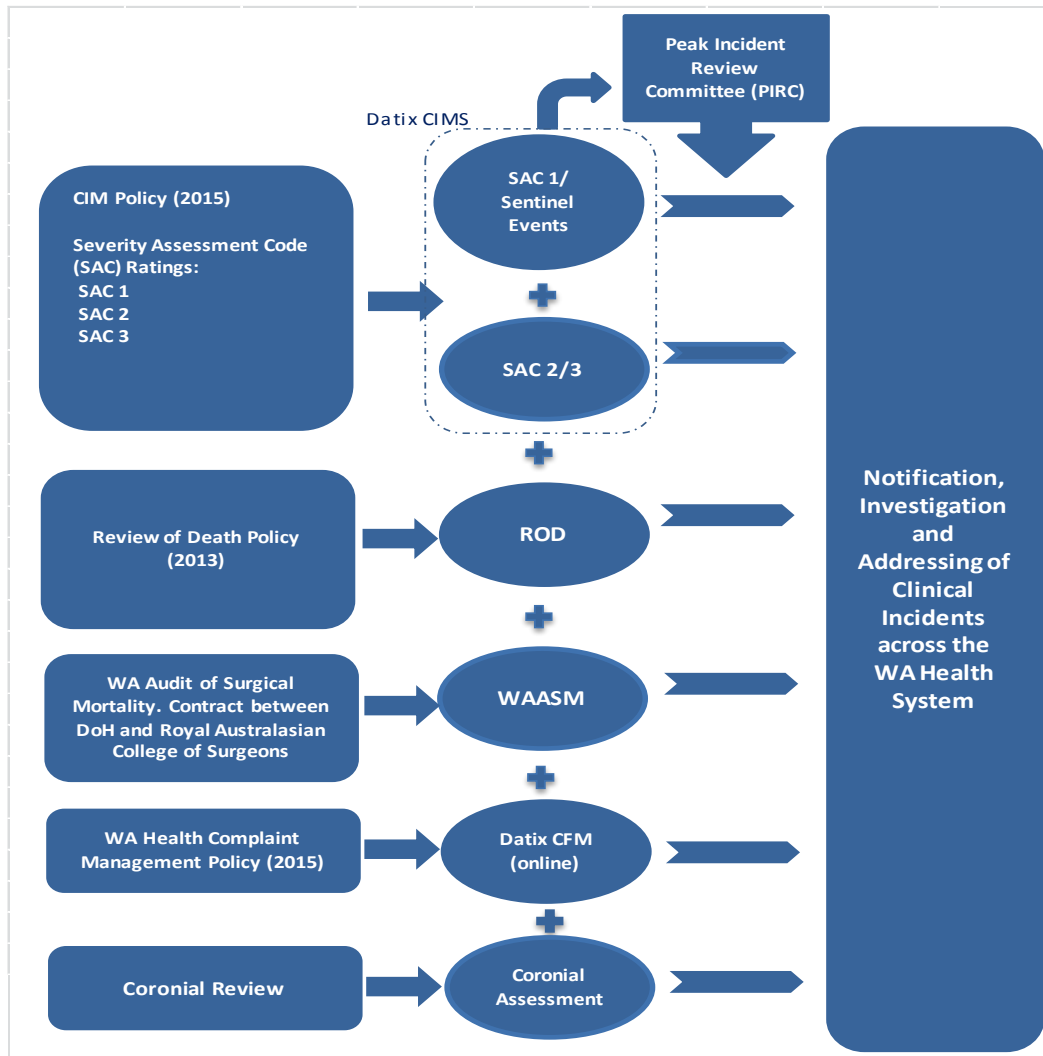 Peak Incident
Review
Committee (PIRC)
Datix CIMS
CIM Policy (2015)
Severity Assessment Code
(SAC) Ratings:
SAC 1
SAC 2
SAC 3
SAC 1/
Sentinel
Events
SAC 2/3
Review of Death Policy
(2013)
ROD
WA Audit of Surgical
Mortality. Contract between
DoH and Royal Australasian
College of Surgeons
WAASM
WA Health Complaint
Management Policy (2015)
Datix CFM
(online)
Coronial Review
Coronial
Assessment
Notification,
Investigation
and
Addressing of
Clinical
Incidents
across the
WA Health
System